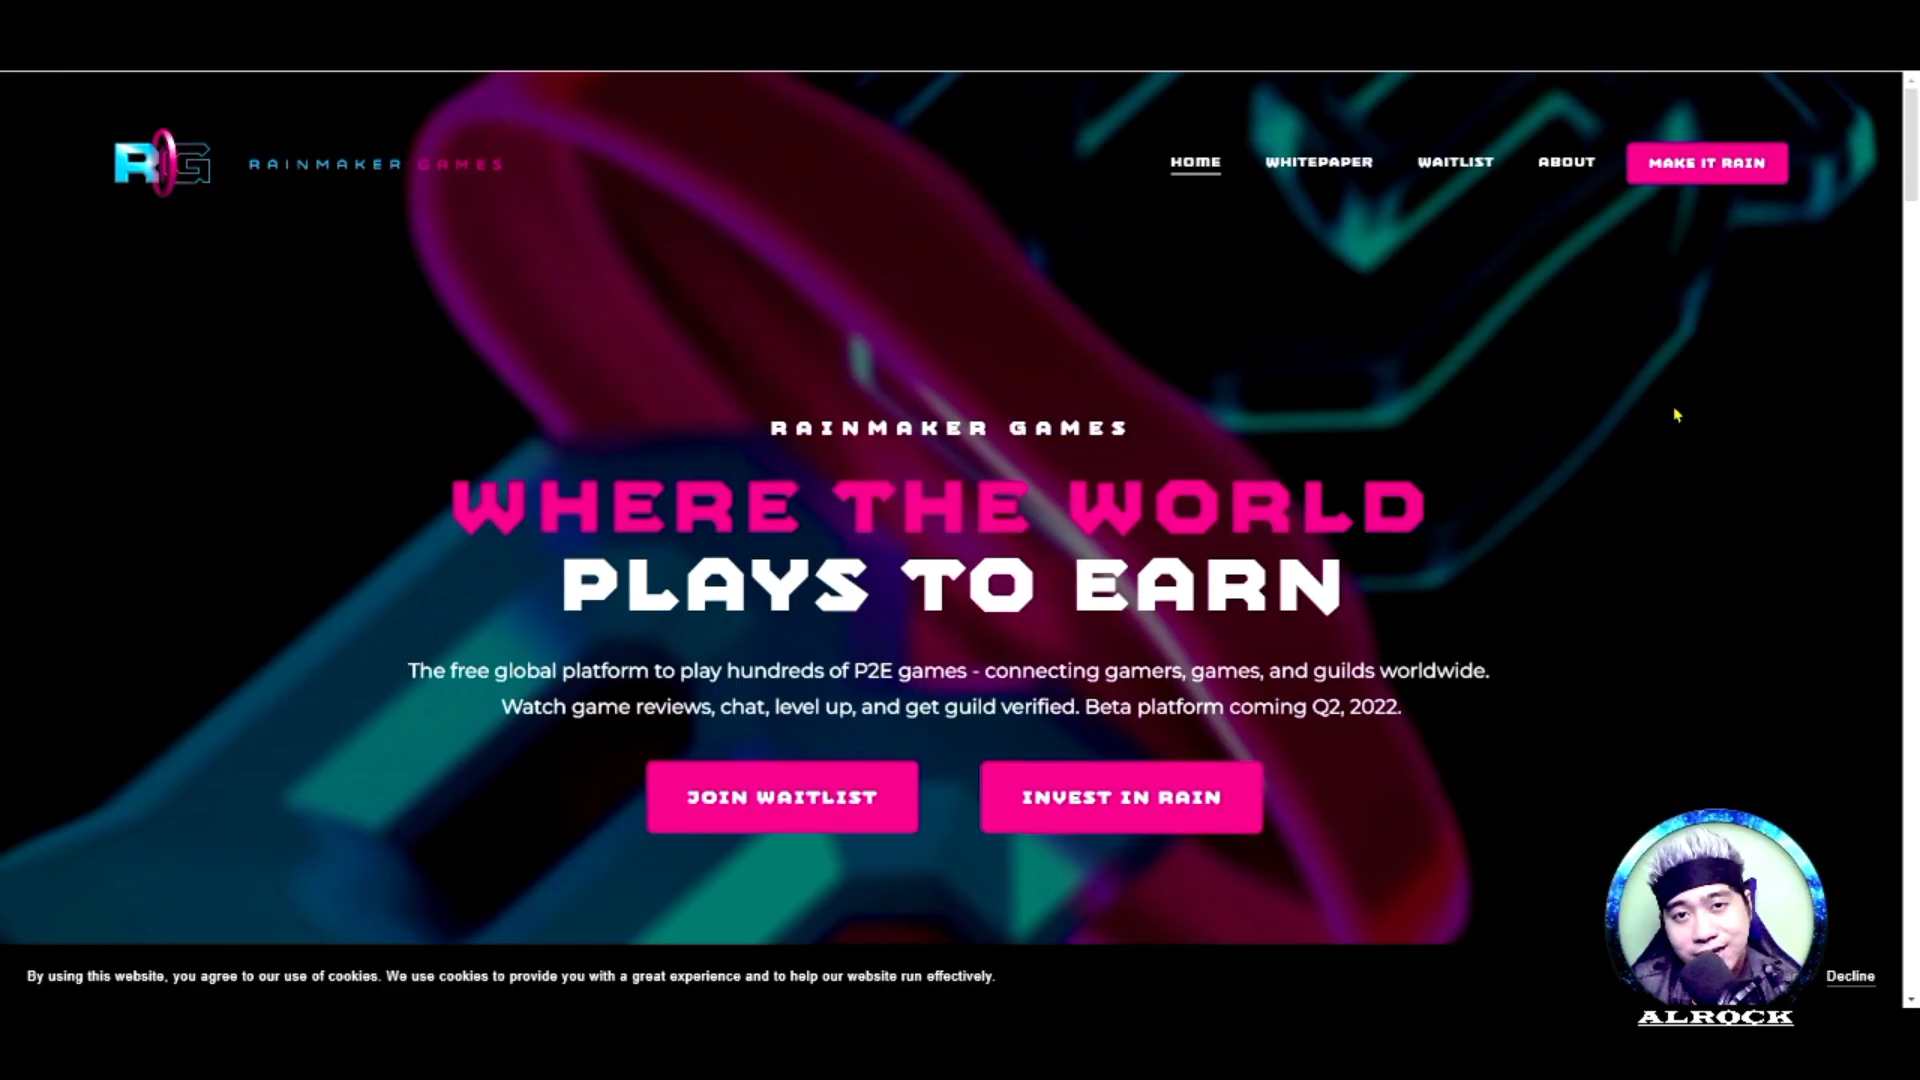 RG
RAINMAKER GAMES
HOME
WHITEPAPER
WAITLIST
ABOUT
MAKE IT RAIN
RAINMAKER GAMES
WHERE THE WORLD
PLAYS TO EARN
The free global platform to play hundreds of P2E games - connecting gamers, games, and guilds worldwide.
Watch game reviews, chat, level up, and get guild verified. Beta platform coming Q2, 2022.
JOIN WAITLIST
INVEST IN RAIN
By using this website, you agree to our use of cookies. We use cookies to provide you with a great experience and to help our website run effectively.
Decline
ALROCK